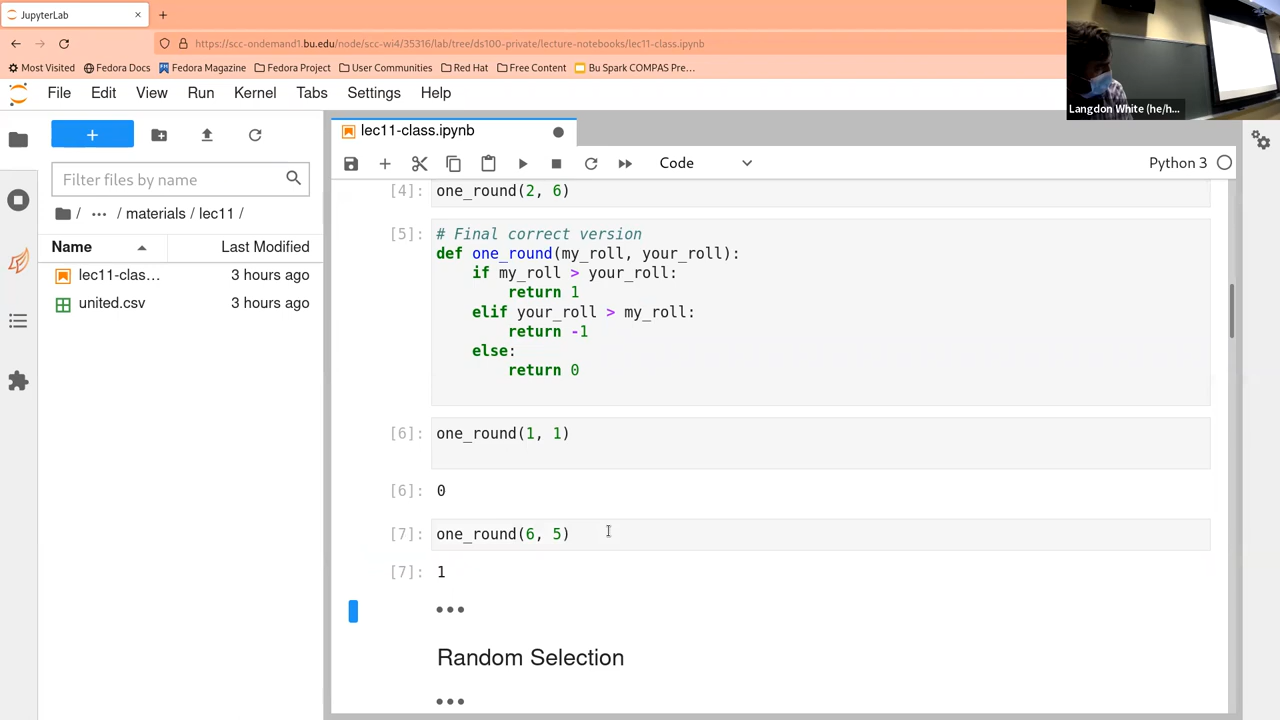 JupyterLab
https://scc-ondemand1.bu.edu/node/scc-wi4/35316/lab/tree/ds100-private/lecture-notebooks/lec11-class.ipynb
Most Visited Fedora Docs Fedora Magazine Fedora Project User Communities Red Hat Free Content Bu Spark COMPAS Pre…
Langdon White (he/h...
File Edit View Run Kernel Tabs Settings Help
lec11-class.ipynb
Code
Python 3
Filter files by name
/ ••• / materials / lec11 /
Name Last Modified
lec11-clas… 3 hours ago
united.csv 3 hours ago
[4]: one_round(2, 6)
[5]: # Final correct version
def one_round(my_roll, your_roll):
    if my_roll > your_roll:
        return 1
    elif your_roll > my_roll:
        return -1
    else:
        return 0
[6]: one_round(1, 1)
[6]: 0
[7]: one_round(6, 5)
[7]: 1
•••
Random Selection
•••